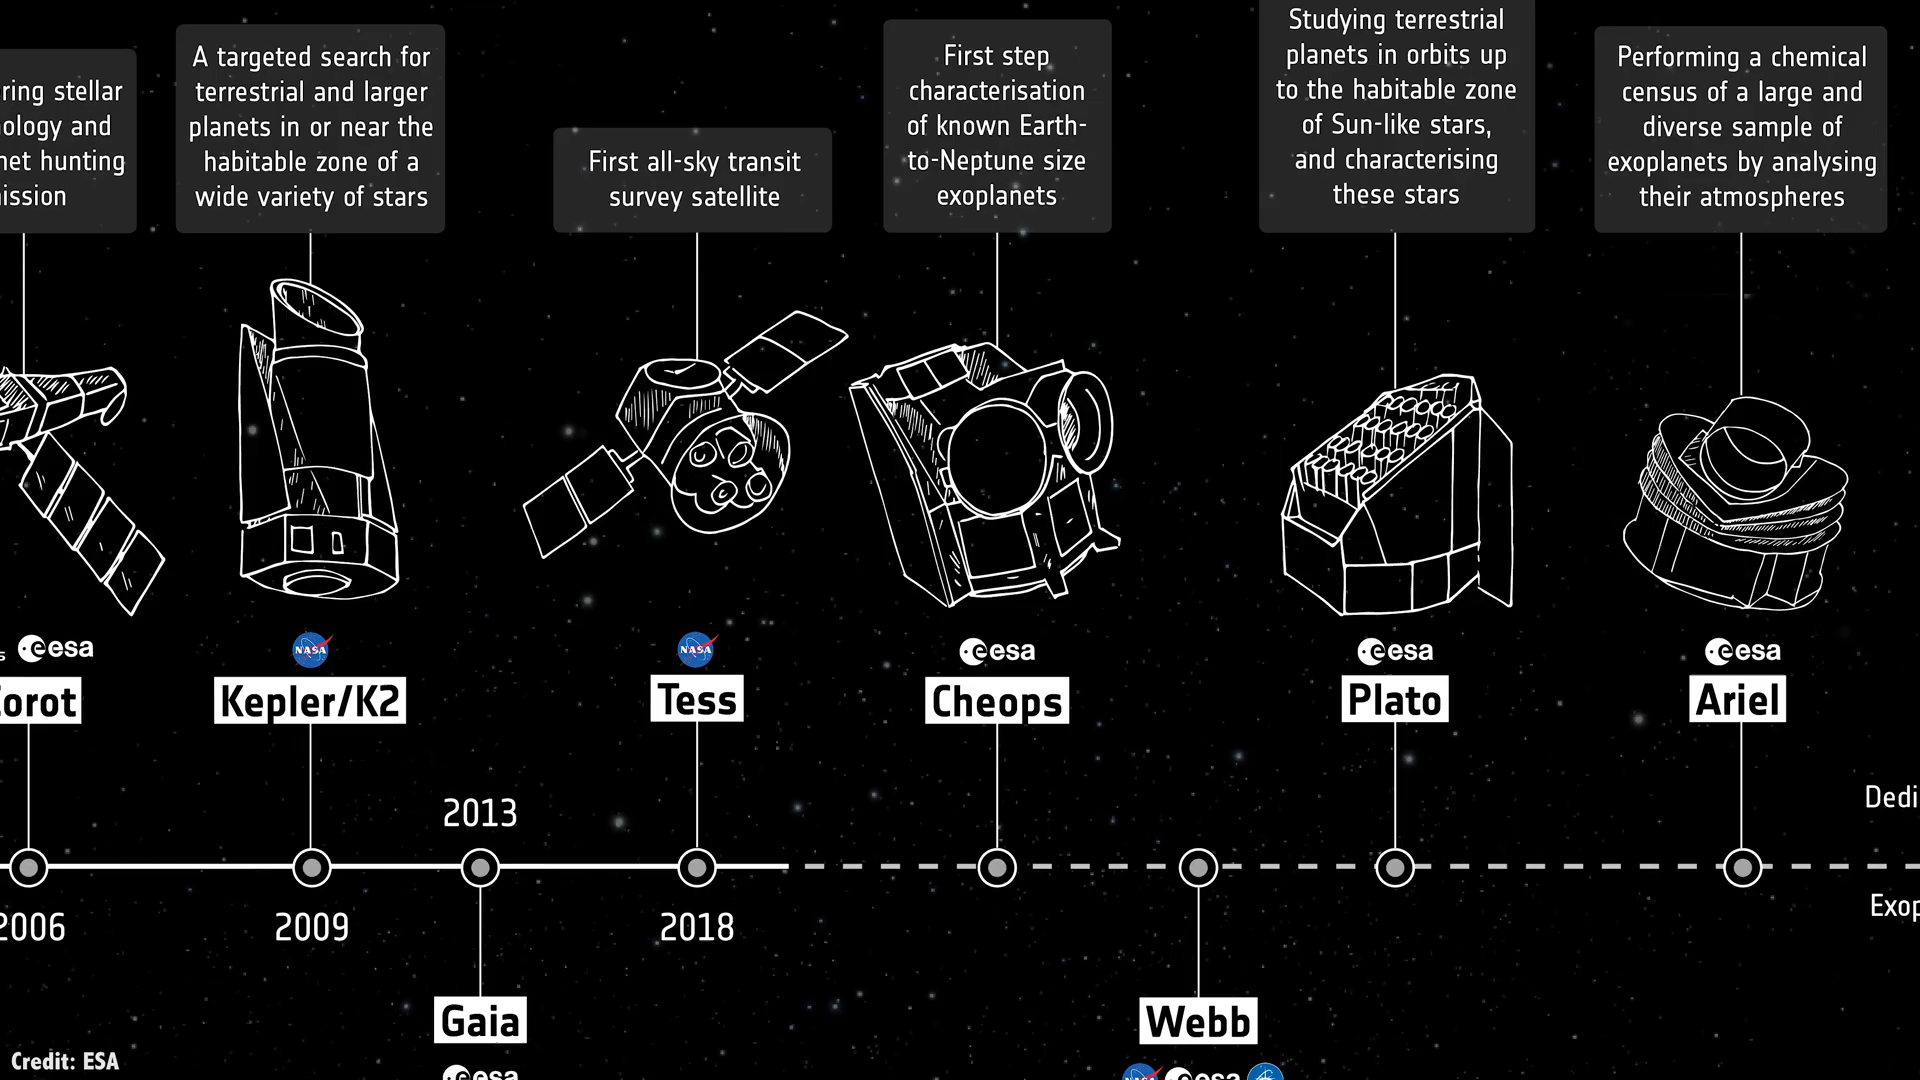 ring stellar
ology and
net hunting
ission
A targeted search for
terrestrial and larger
planets in or near the
habitable zone of a
wide variety of stars
First all-sky transit
survey satellite
First step
characterisation
of known Earth-
to-Neptune size
exoplanets
Studying terrestrial
planets in orbits up
to the habitable zone
of Sun-like stars,
and characterising
these stars
Performing a chemical
census of a large and
diverse sample of
exoplanets by analysing
their atmospheres
esa
NASA
NASA
esa
esa
esa
orot
Kepler/K2
Tess
Cheops
Plato
Ariel
2013
Dedi
2006
2009
2018
Exop
Gaia
Webb
Credit: ESA
esa
NASA
esa